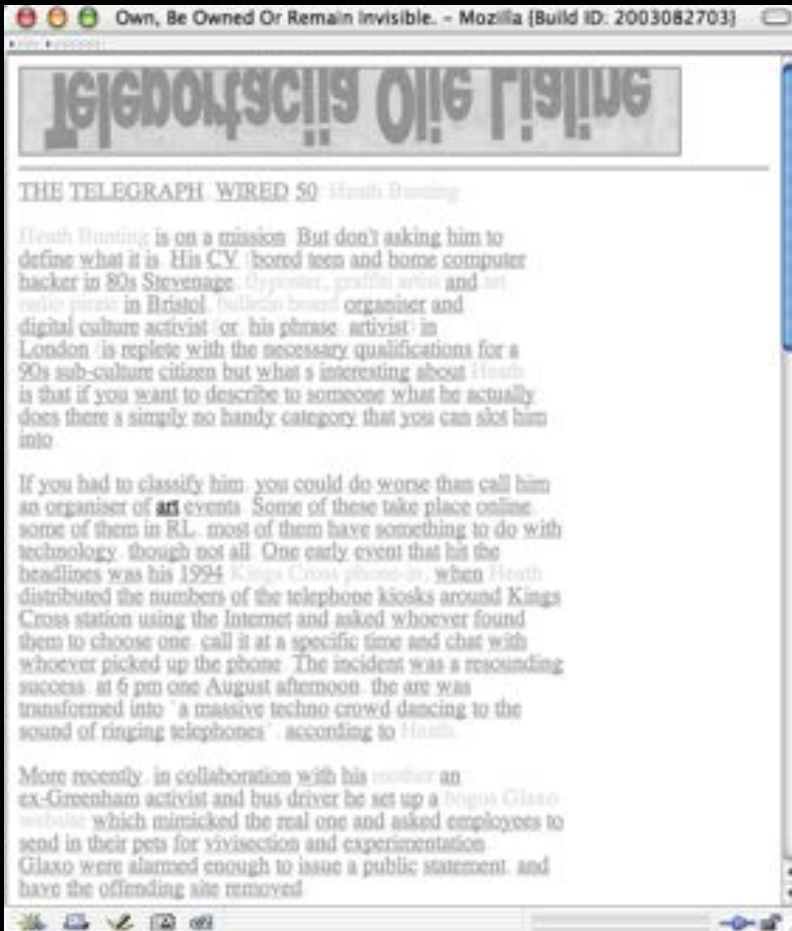 Own, Be Owned Or Remain Invisible. - Mozilla {Build ID: 2003082703}
Teleportacija Olie Lialine
THE TELEGRAPH, WIRED 50: Heath Bunting
Heath Bunting is on a mission. But don't asking him to
define what it is. His CV (bored teen and home computer
hacker in 80s Stevenage, flyposter, graffiti artist and art
radio pirate in Bristol, bulletin board organiser and
digital culture activist (or, his phrase, artivist) in
London) is replete with the necessary qualifications for a
90s sub-culture citizen but what s interesting about Heath
is that if you want to describe to someone what he actually
does there s simply no handy category that you can slot him
into.
If you had to classify him, you could do worse than call him
an organiser of art events. Some of these take place online,
some of them in RL, most of them have something to do with
technology, though not all. One early event that hit the
headlines was his 1994 Kings Cross phone-in, when Heath
distributed the numbers of the telephone kiosks around Kings
Cross station using the Internet and asked whoever found
them to choose one, call it at a specific time and chat with
whoever picked up the phone. The incident was a resounding
success, at 6 pm one August afternoon, the are was
transformed into "a massive techno crowd dancing to the
sound of ringing telephones", according to Heath.
More recently, in collaboration with his mother an
ex-Greenham activist and bus driver he set up a bogus Glaxo
website which mimicked the real one and asked employees to
send in their pets for vivisection and experimentation.
Glaxo were alarmed enough to issue a public statement, and
have the offending site removed.